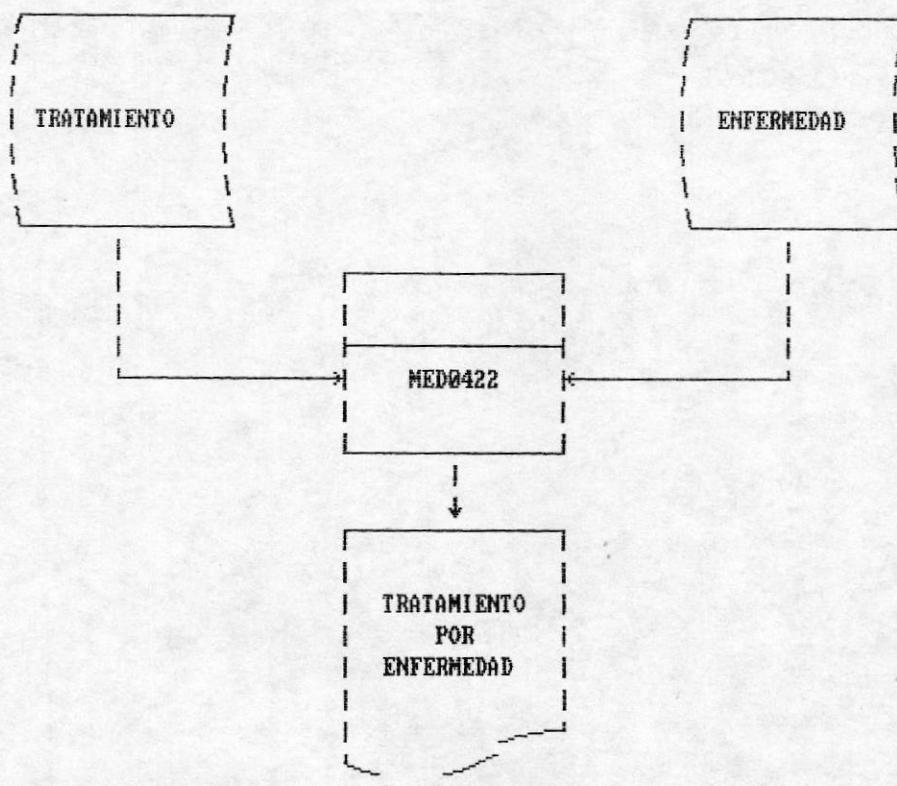 TRATAMIENTO
ENFERMEDAD
MED0422
TRATAMIENTO
POR
ENFERMEDAD